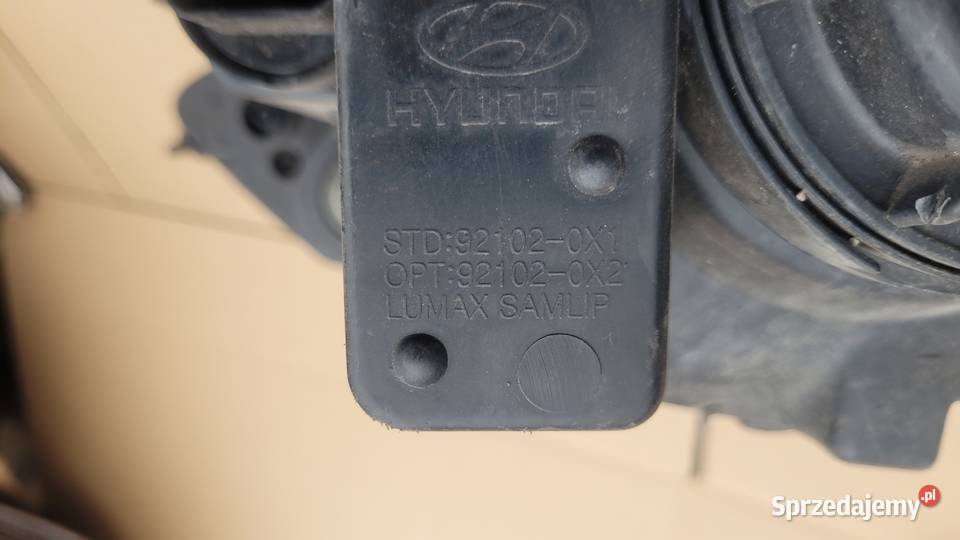 HYUNDAI
STD:92102-0X1
OPT:92102-0X2
LUMAX SAMLIP
Sprzedajemy.pl